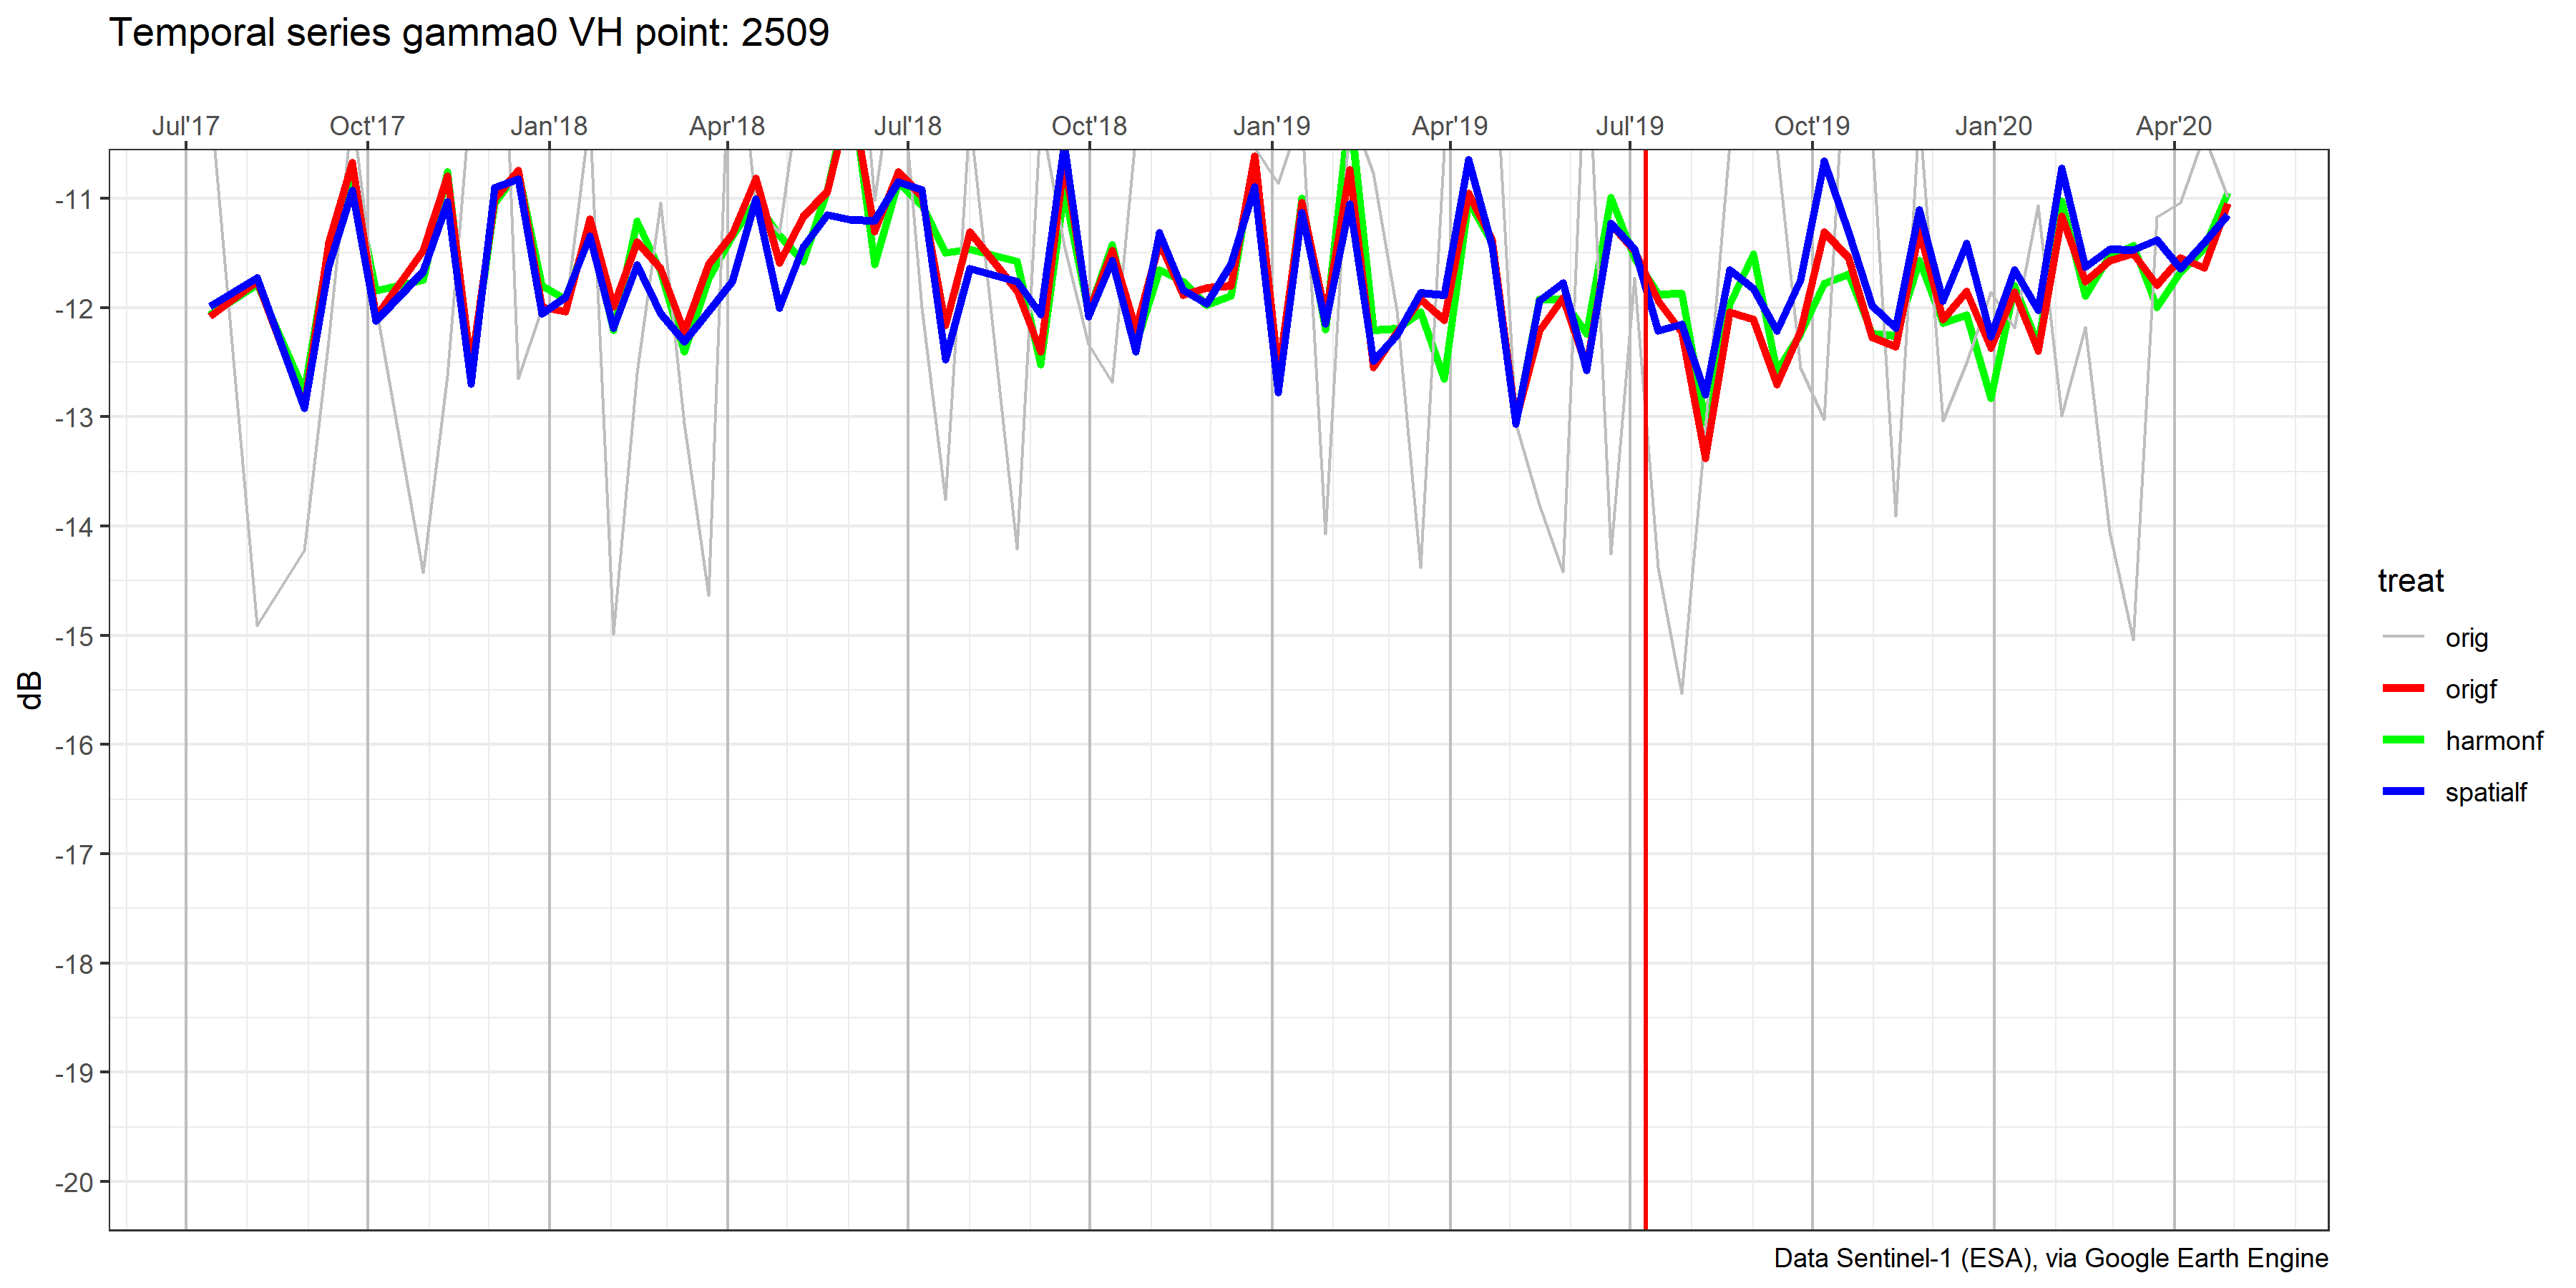 Temporal series gamma0 VH point: 2509
Jul'17 Oct'17 Jan'18 Apr'18 Jul'18 Oct'18 Jan'19 Apr'19 Jul'19 Oct'19 Jan'20 Apr'20
-11
-12
-13
-14
-15
-16
-17
-18
-19
-20
dB
treat
orig
origf
harmonf
spatialf
Data Sentinel-1 (ESA), via Google Earth Engine